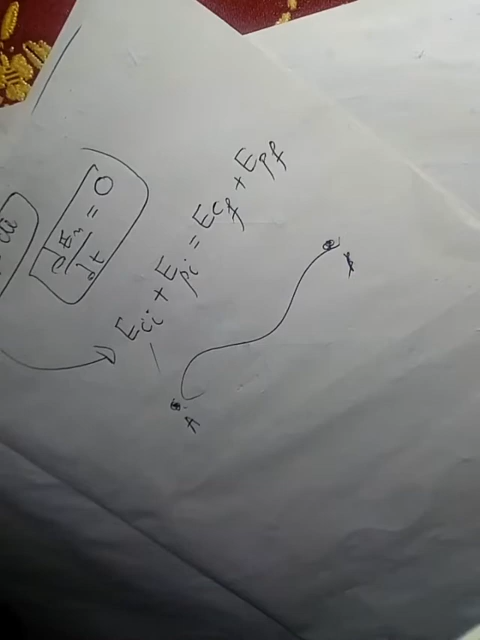 dEm/dt = 0
Eci + Epi = Ecf + Epf
A